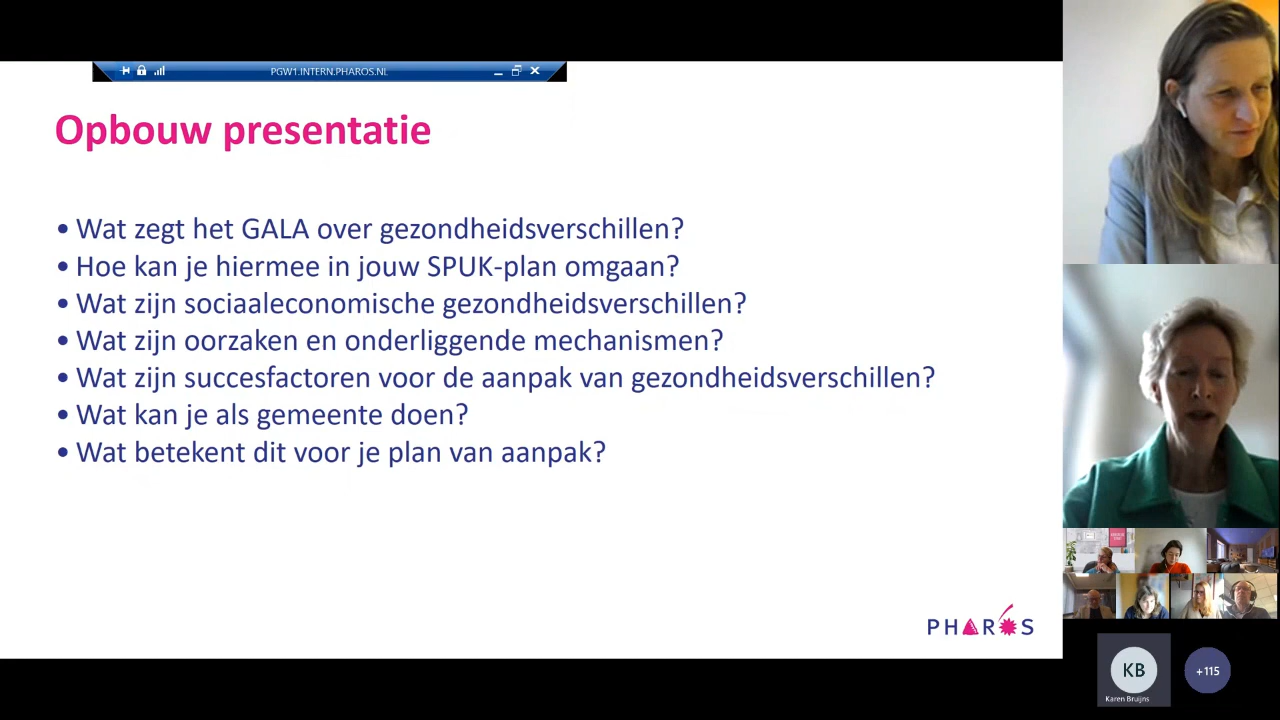 PGW1.INTERN.PHAROS.NL
Opbouw presentatie
• Wat zegt het GALA over gezondheidsverschillen?
• Hoe kan je hiermee in jouw SPUK-plan omgaan?
• Wat zijn sociaaleconomische gezondheidsverschillen?
• Wat zijn oorzaken en onderliggende mechanismen?
• Wat zijn succesfactoren voor de aanpak van gezondheidsverschillen?
• Wat kan je als gemeente doen?
• Wat betekent dit voor je plan van aanpak?
PHAROS
KB
Karen Bruijns
+115